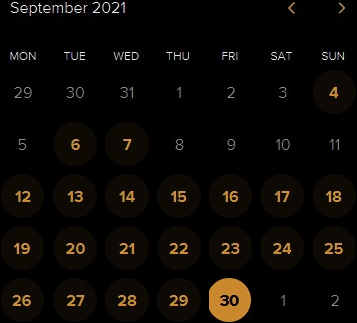 September 2021 < >
MON TUE WED THU FRI SAT SUN
29 30 31 1 2 3 4
5 6 7 8 9 10 11
12 13 14 15 16 17 18
19 20 21 22 23 24 25
26 27 28 29 30 1 2